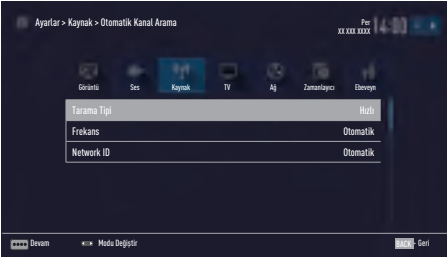 Ayarlar > Kaynak > Otomatik Kanal Arama
Per
xx xxx xxxx
14:00
Görüntü Ses Kaynak TV Ağ Zamanlayıcı Ebeveyn
Tarama Tipi Hızlı
Frekans Otomatik
Network ID Otomatik
Devam Modu Değiştir BACK - Geri